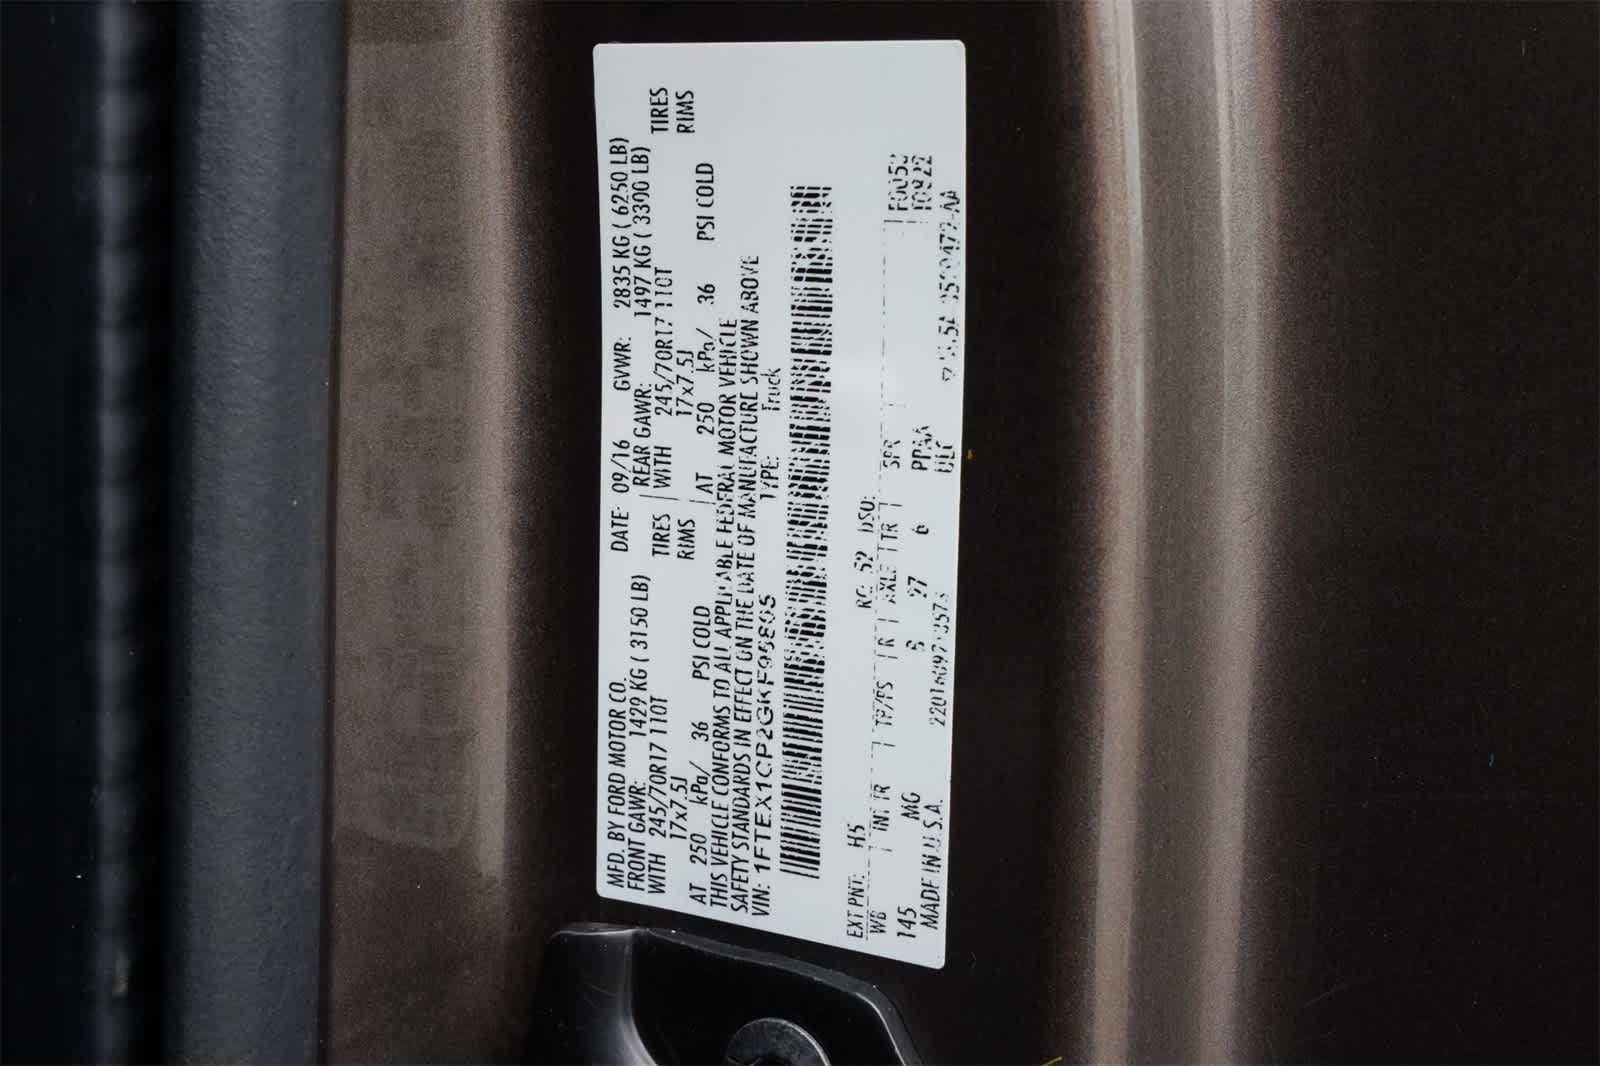 MFD. BY FORD MOTOR CO. DATE: 09/16 GVWR: 2835 KG ( 6250 LB)
FRONT GAWR: 1429 KG ( 3150 LB) REAR GAWR: 1497 KG ( 3300 LB)
WITH 245/70R17 110T TIRES WITH 245/70R17 110T TIRES
17x7.5J RIMS 17x7.5J RIMS
AT 250 kPa/ 36 PSI COLD AT 250 kPa/ 36 PSI COLD
THIS VEHICLE CONFORMS TO ALL APPLICABLE FEDERAL MOTOR VEHICLE
SAFETY STANDARDS IN EFFECT ON THE DATE OF MANUFACTURE SHOWN ABOVE
VIN: 1FTEX1CP2GKF95805 TYPE: Truck
EXT PNT: H5 RC: 52 DSO:
WB INT TR TP/PS R AXLE TR SPR
145 MG B 27 6 PPAA
MADE IN U.S.A. ULC